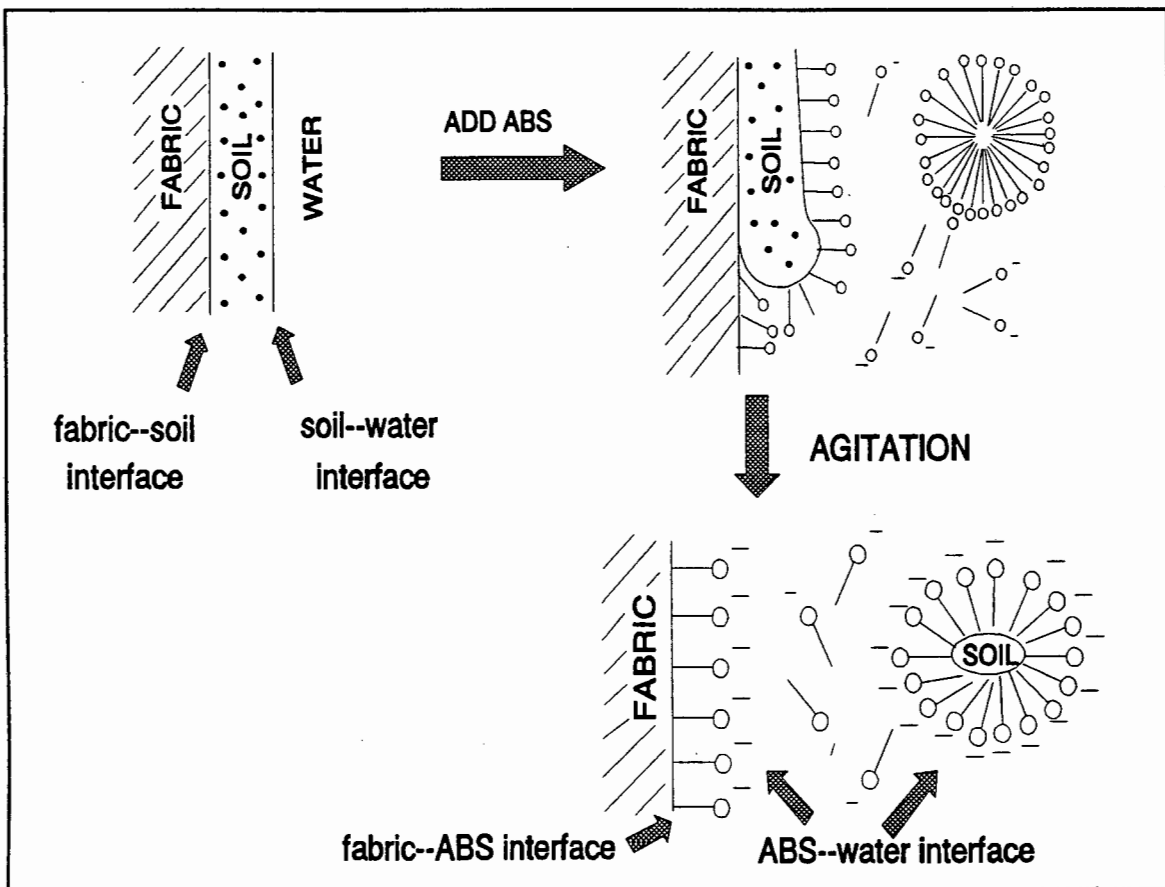 FABRIC
SOIL
WATER
ADD ABS
FABRIC
SOIL
fabric--soil
interface
soil--water
interface
AGITATION
FABRIC
SOIL
fabric--ABS interface
ABS--water interface